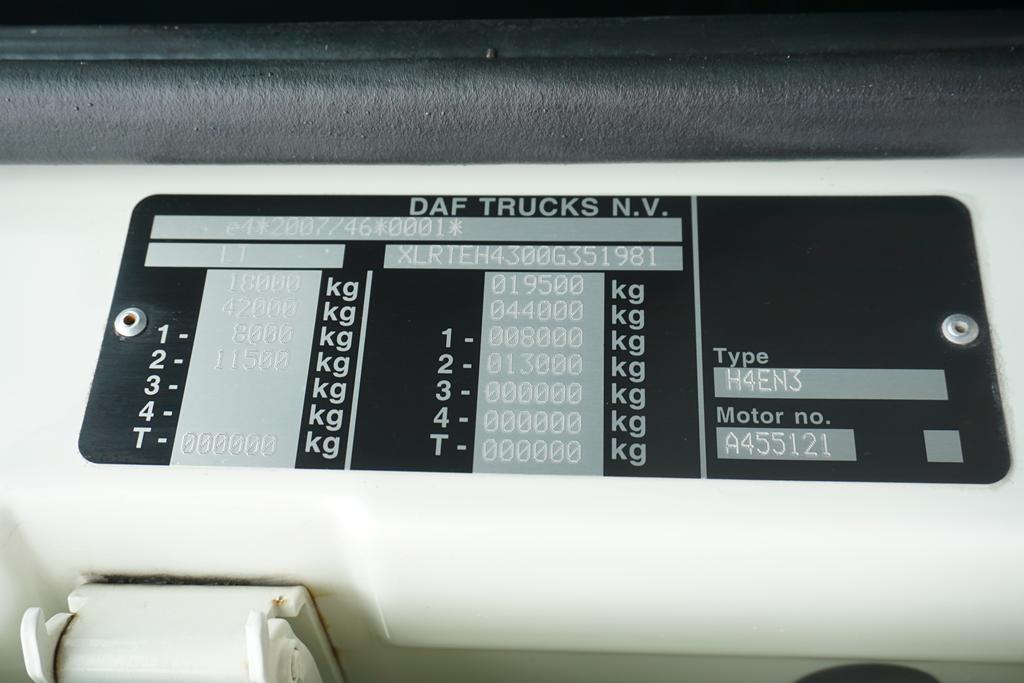 DAF TRUCKS N.V.
e4*2007/46*0001*
LT XLRTEH4300G351981
18000 kg 019500 kg
42000 kg 044000 kg
1- 8000 kg 1- 008000 kg
2- 11500 kg 2- 013000 kg
3- kg 3- 000000 kg
4- kg 4- 000000 kg
T- 000000 kg T- 000000 kg
Type
H4EN3
Motor no.
A455121